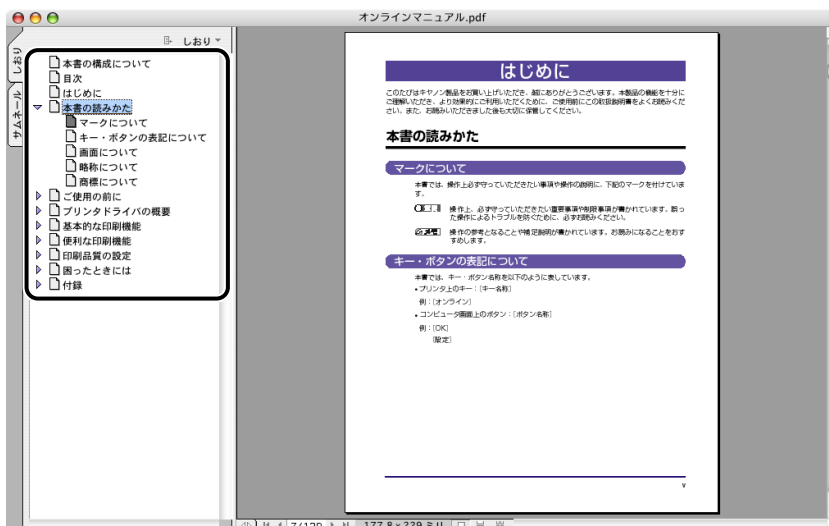 オンラインマニュアル.pdf
しおり
しおり
サムネール
本書の構成について
目次
はじめに
本書の読みかた
マークについて
キー・ボタンの表記について
画面について
略称について
商標について
ご使用の前に
プリンタドライバの概要
基本的な印刷機能
便利な印刷機能
印刷品質の設定
困ったときには
付録
はじめに
このたびはキヤノン製品をお買い上げいただき、誠にありがとうございます。本製品の機能を十分に
ご理解いただき、より効果的にご利用いただくために、ご使用前にこの取扱説明書をよくお読みくだ
さい。また、お読みいただきました後も大切に保管してください。
本書の読みかた
マークについて
本書では、操作上必ず守っていただきたい事項や操作の説明に、下記のマークを付けていま
す。
操作上、必ず守っていただきたい重要事項や制限事項が書かれています。誤っ
た操作によるトラブルを防ぐために、必ずお読みください。
操作の参考となることや補足説明が書かれています。お読みになることをおす
すめします。
キー・ボタンの表記について
本書では、キー・ボタン名称を以下のように表しています。
・プリンタ上のキー：[キー名称]
例：[オンライン]
・コンピュータ画面上のボタン：[ボタン名称]
例：[OK]
[設定]
v
7/129
177.8 x 229 ミリ